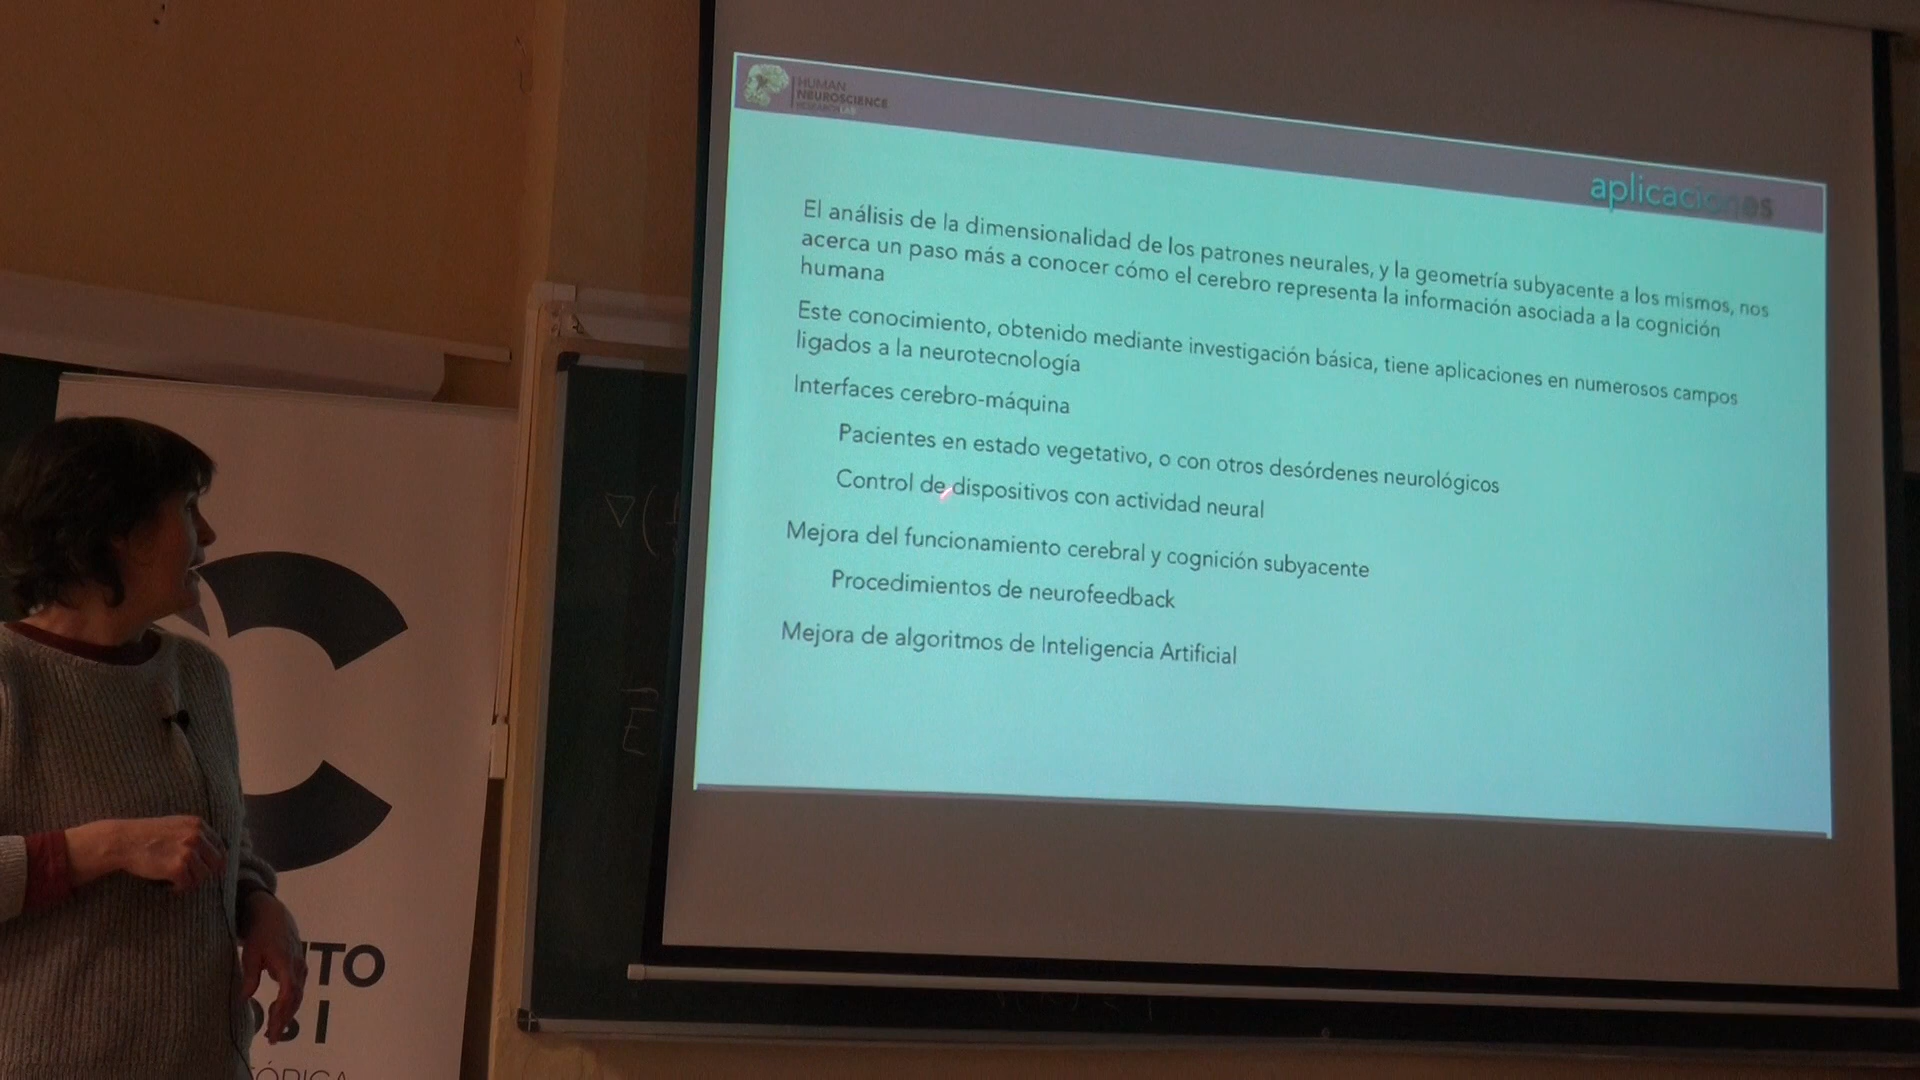 HUMAN
NEUROSCIENCE
RESEARCH LAB
aplicaciones
El análisis de la dimensionalidad de los patrones neurales, y la geometría subyacente a los mismos, nos
acerca un paso más a conocer cómo el cerebro representa la información asociada a la cognición
humana
Este conocimiento, obtenido mediante investigación básica, tiene aplicaciones en numerosos campos
ligados a la neurotecnología
Interfaces cerebro-máquina
Pacientes en estado vegetativo, o con otros desórdenes neurológicos
Control de dispositivos con actividad neural
Mejora del funcionamiento cerebral y cognición subyacente
Procedimientos de neurofeedback
Mejora de algoritmos de Inteligencia Artificial
∇(
E